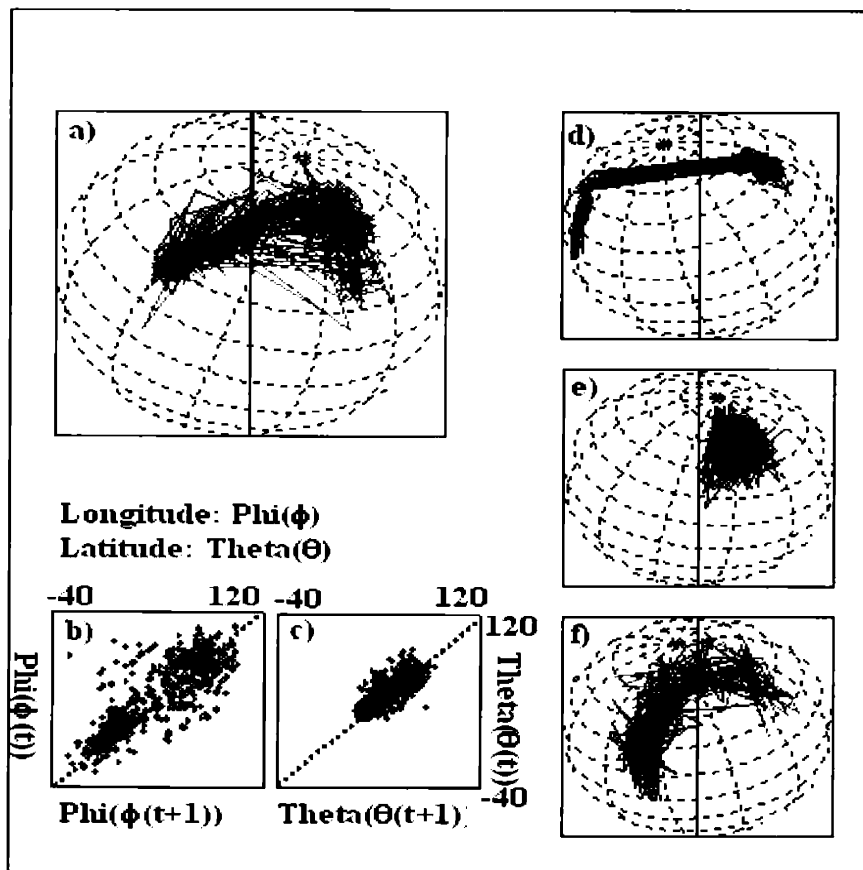 a)
d)
e)
Longitude: Phi(ϕ)
Latitude: Theta(θ)
-40 120 -40 120
b) c) 120
Phi(ϕ(t))
Theta(θ(t))
-40
Phi(ϕ(t+1)) Theta(θ(t+1)
f)